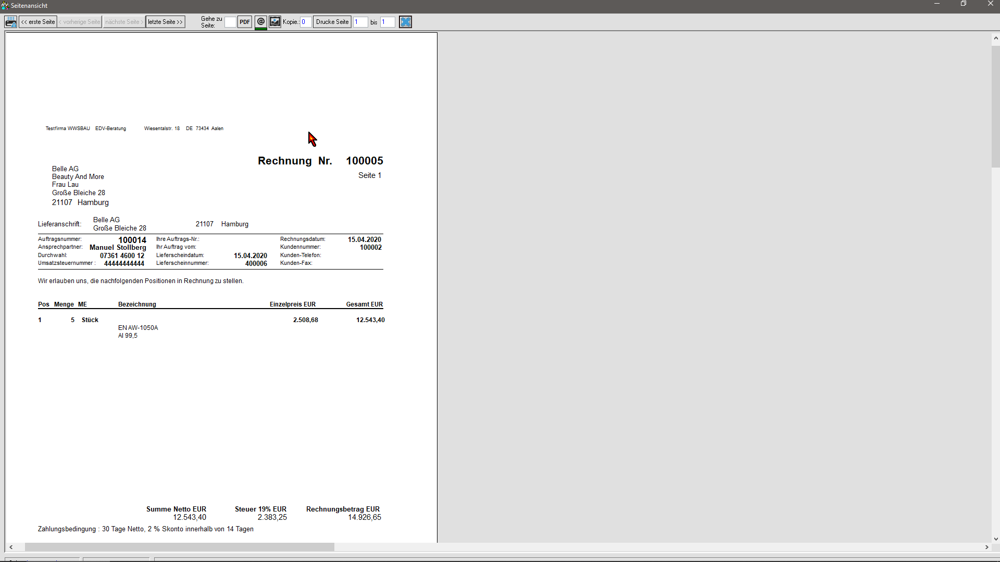 Seitenansicht
<< erste Seite < vorherige Seite nächste Seite > letzte Seite >> Gehe zu Seite: PDF @ Kopie.: 0 Drucke Seite 1 bis 1
Testfirma WWSBAU EDV-Beratung Wiesentalstr. 18 DE 73434 Aalen
Rechnung Nr. 100005
Seite 1
Belle AG
Beauty And More
Frau Lau
Große Bleiche 28
21107 Hamburg
Lieferanschrift: Belle AG
Große Bleiche 28 21107 Hamburg
Auftragsnummer: 100014 Ihre Auftrags-Nr.: Rechnungsdatum: 15.04.2020
Ansprechpartner: Manuel Stollberg Ihr Auftrag vom: Kundennummer: 100002
Durchwahl: 07361 4600 12 Lieferscheindatum: 15.04.2020 Kunden-Telefon:
Umsatzsteuernummer : 44444444444 Lieferscheinnummer: 400006 Kunden-Fax:
Wir erlauben uns, die nachfolgenden Positionen in Rechnung zu stellen.
Pos Menge ME Bezeichnung Einzelpreis EUR Gesamt EUR
1 5 Stück 2.508,68 12.543,40
EN AW-1050A
Al 99,5
Summe Netto EUR Steuer 19% EUR Rechnungsbetrag EUR
12.543,40 2.383,25 14.926,65
Zahlungsbedingung : 30 Tage Netto, 2 % Skonto innerhalb von 14 Tagen